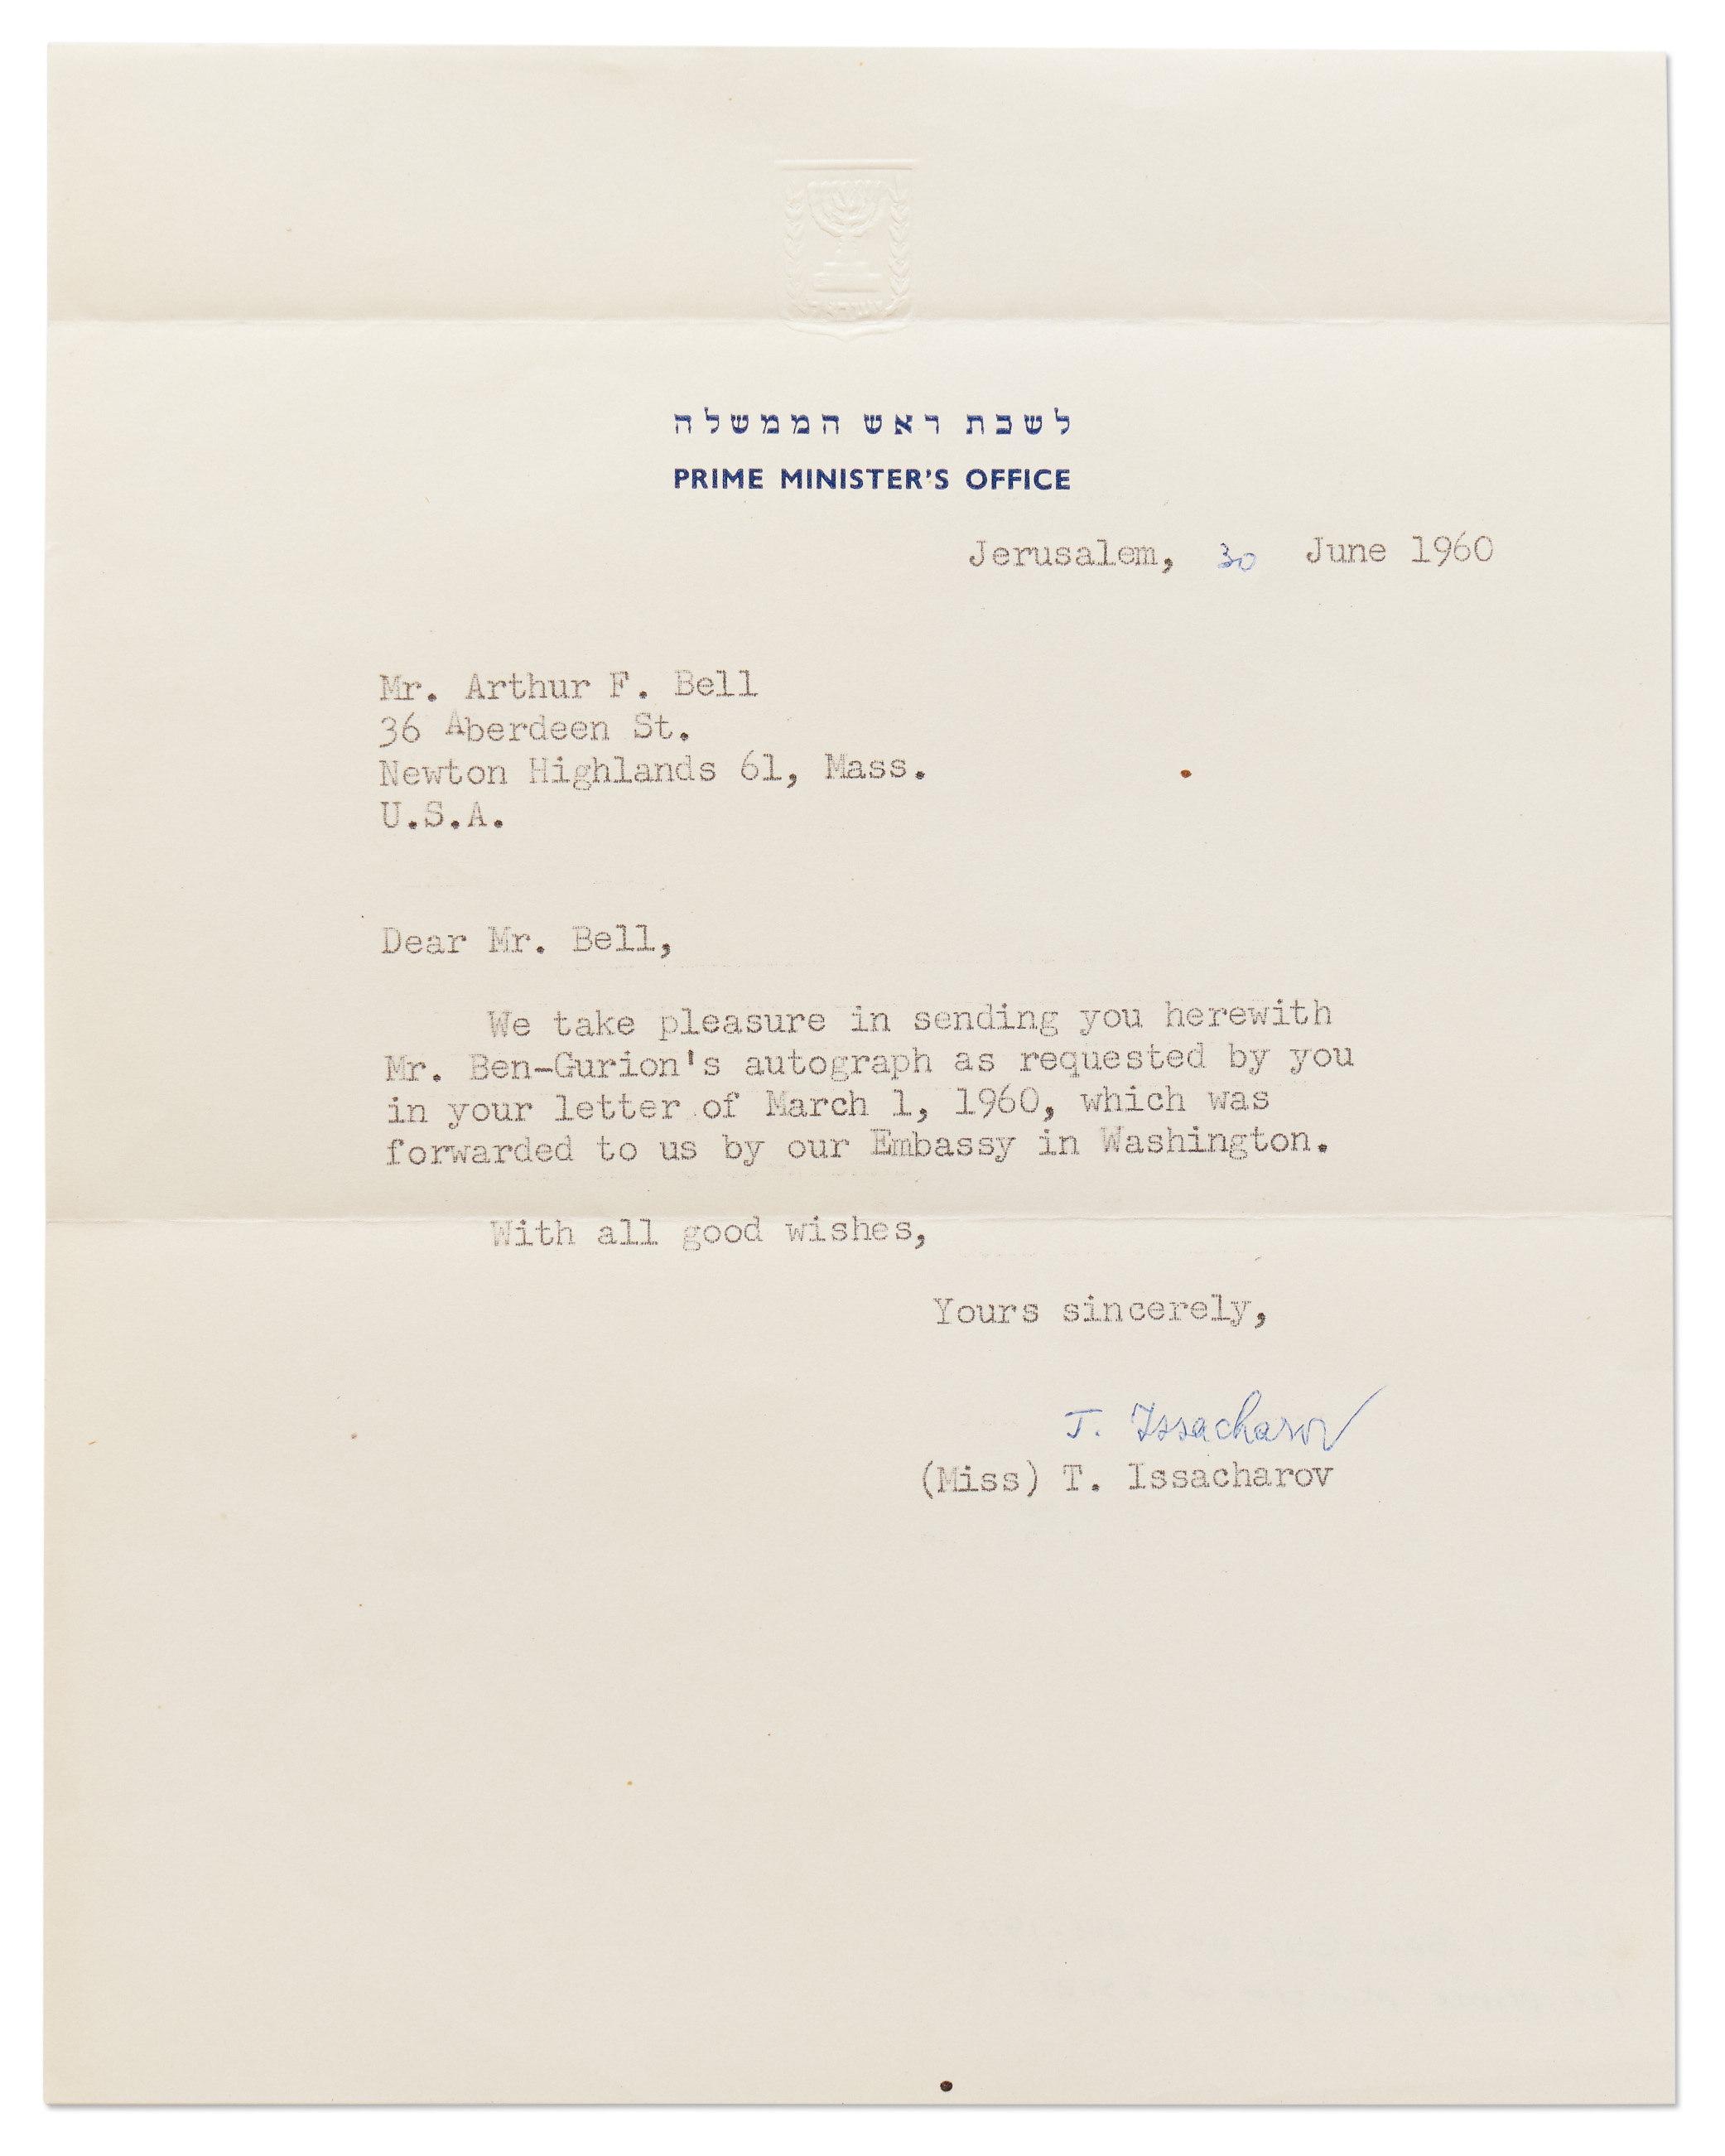 ישראל
לשכת ראש הממשלה
PRIME MINISTER'S OFFICE
Jerusalem, 30 June 1960
Mr. Arthur F. Bell
36 Aberdeen St.
Newton Highlands 61, Mass.
U.S.A.
Dear Mr. Bell,
We take pleasure in sending you herewith
Mr. Ben-Gurion's autograph as requested by you
in your letter of March 1, 1960, which was
forwarded to us by our Embassy in Washington.
With all good wishes,
Yours sincerely,
T. Issacharov
(Miss) T. Issacharov